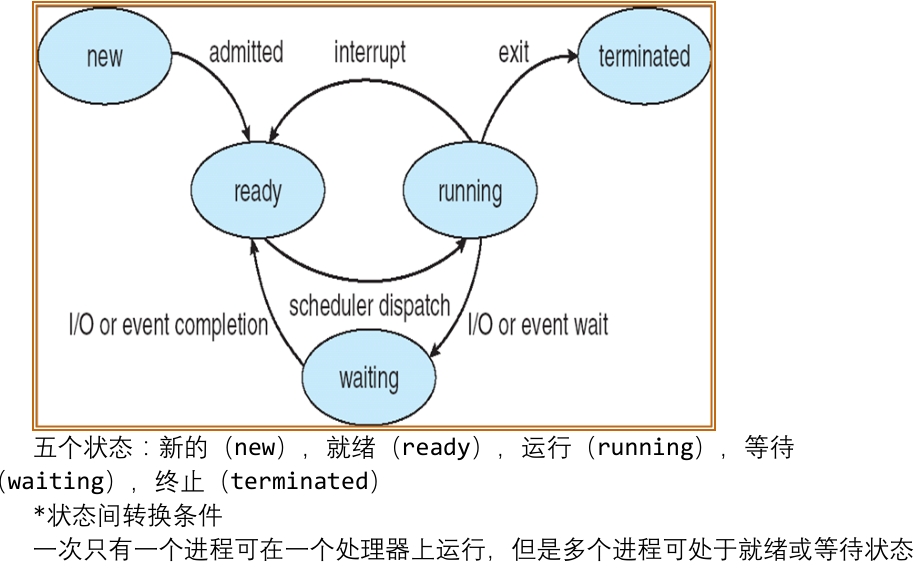 new
admitted
interrupt
exit
terminated
ready
running
scheduler dispatch
I/O or event completion
I/O or event wait
waiting
五个状态：新的（new），就绪（ready），运行（running），等待
（waiting），终止（terminated）
*状态间转换条件
一次只有一个进程可在一个处理器上运行，但是多个进程可处于就绪或等待状态